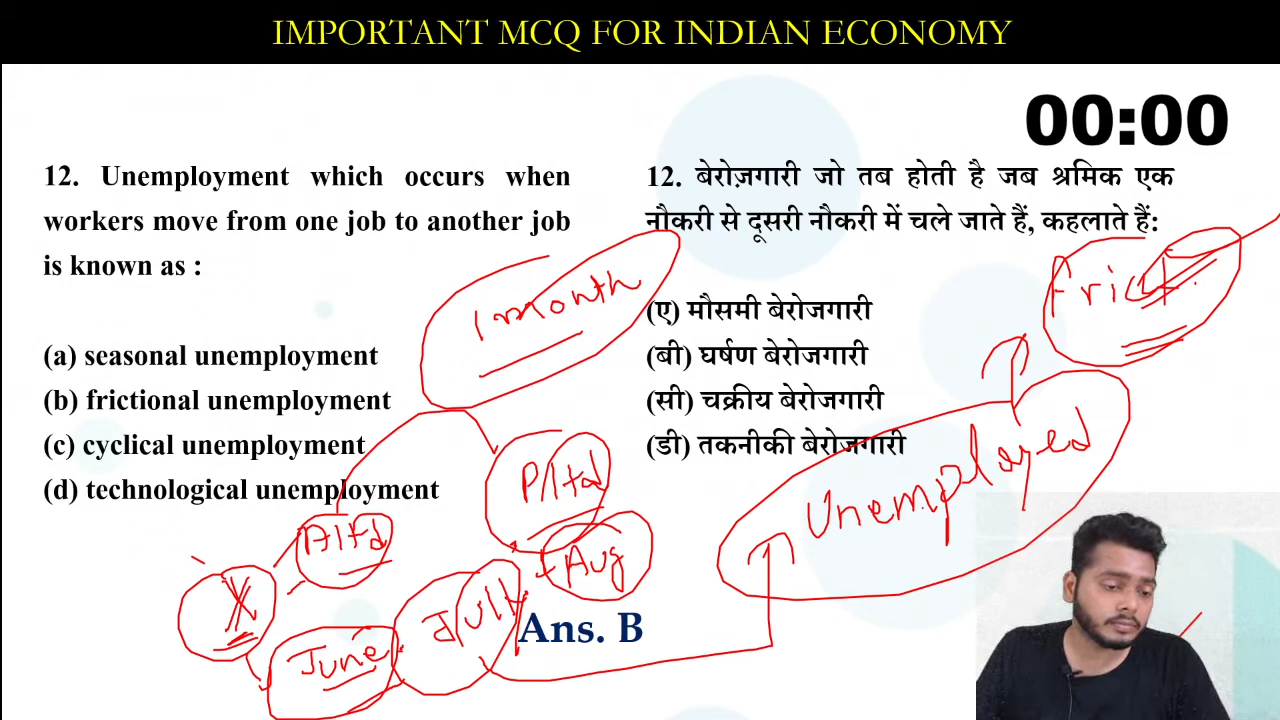 IMPORTANT MCQ FOR INDIAN ECONOMY
00:00
12. Unemployment which occurs when
workers move from one job to another job
is known as :
(a) seasonal unemployment
(b) frictional unemployment
(c) cyclical unemployment
(d) technological unemployment
12. बेरोज़गारी जो तब होती है जब श्रमिक एक
नौकरी से दूसरी नौकरी में चले जाते हैं, कहलाते हैं:
(ए) मौसमी बेरोजगारी
(बी) घर्षण बेरोजगारी
(सी) चक्रीय बेरोजगारी
(डी) तकनीकी बेरोजगारी
1 month
Frict.
P/ltd
Unemployed
A/td
X
+ Aug
July
June
Ans. B